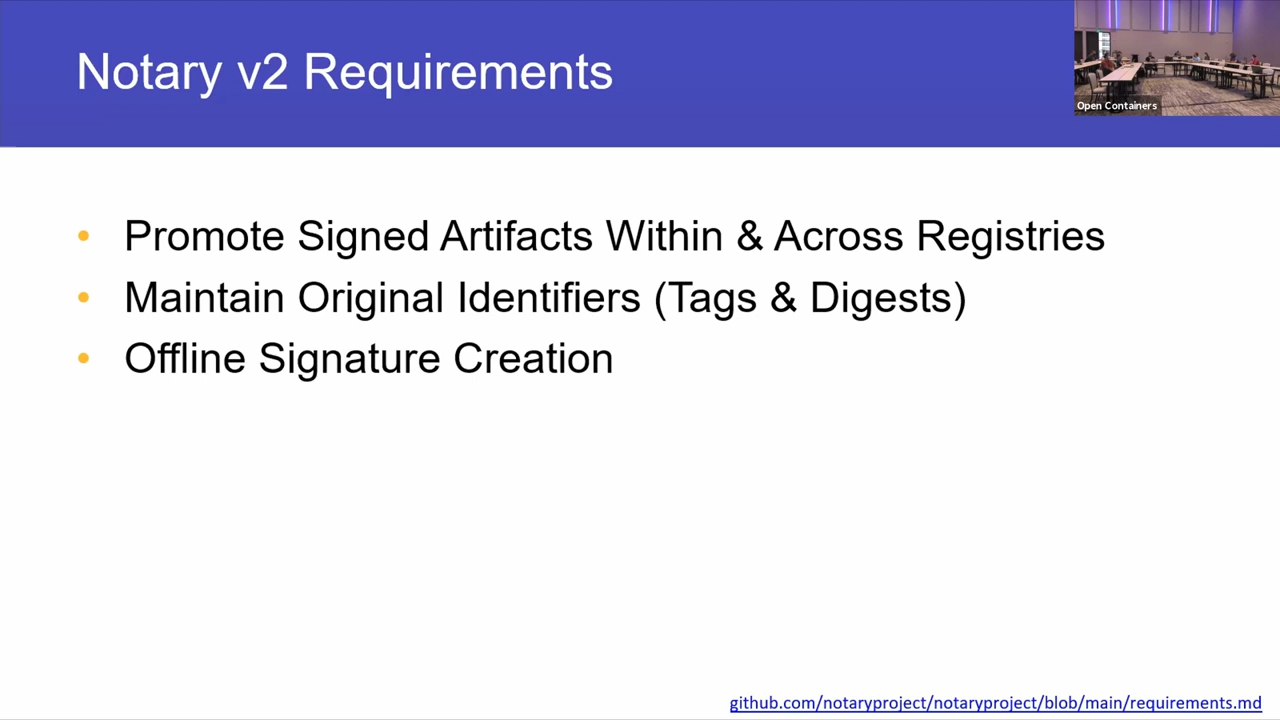 Notary v2 Requirements
Open Containers
• Promote Signed Artifacts Within & Across Registries
• Maintain Original Identifiers (Tags & Digests)
• Offline Signature Creation
github.com/notaryproject/notaryproject/blob/main/requirements.md